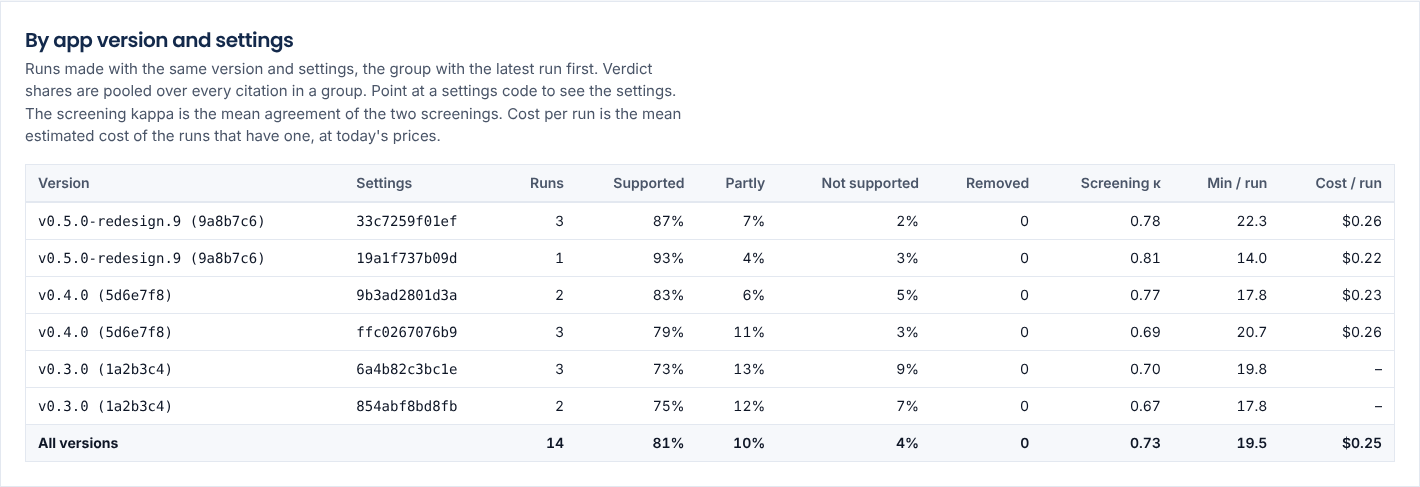 By app version and settings
Runs made with the same version and settings, the group with the latest run first. Verdict
shares are pooled over every citation in a group. Point at a settings code to see the settings.
The screening kappa is the mean agreement of the two screenings. Cost per run is the mean
estimated cost of the runs that have one, at today's prices.
Version Settings Runs Supported Partly Not supported Removed Screening κ Min / run Cost / run
v0.5.0-redesign.9 (9a8b7c6) 33c7259f01ef 3 87% 7% 2% 0 0.78 22.3 $0.26
v0.5.0-redesign.9 (9a8b7c6) 19a1f737b09d 1 93% 4% 3% 0 0.81 14.0 $0.22
v0.4.0 (5d6e7f8) 9b3ad2801d3a 2 83% 6% 5% 0 0.77 17.8 $0.23
v0.4.0 (5d6e7f8) ffc0267076b9 3 79% 11% 3% 0 0.69 20.7 $0.26
v0.3.0 (1a2b3c4) 6a4b82c3bc1e 3 73% 13% 9% 0 0.70 19.8 –
v0.3.0 (1a2b3c4) 854abf8bd8fb 2 75% 12% 7% 0 0.67 17.8 –
All versions 14 81% 10% 4% 0 0.73 19.5 $0.25